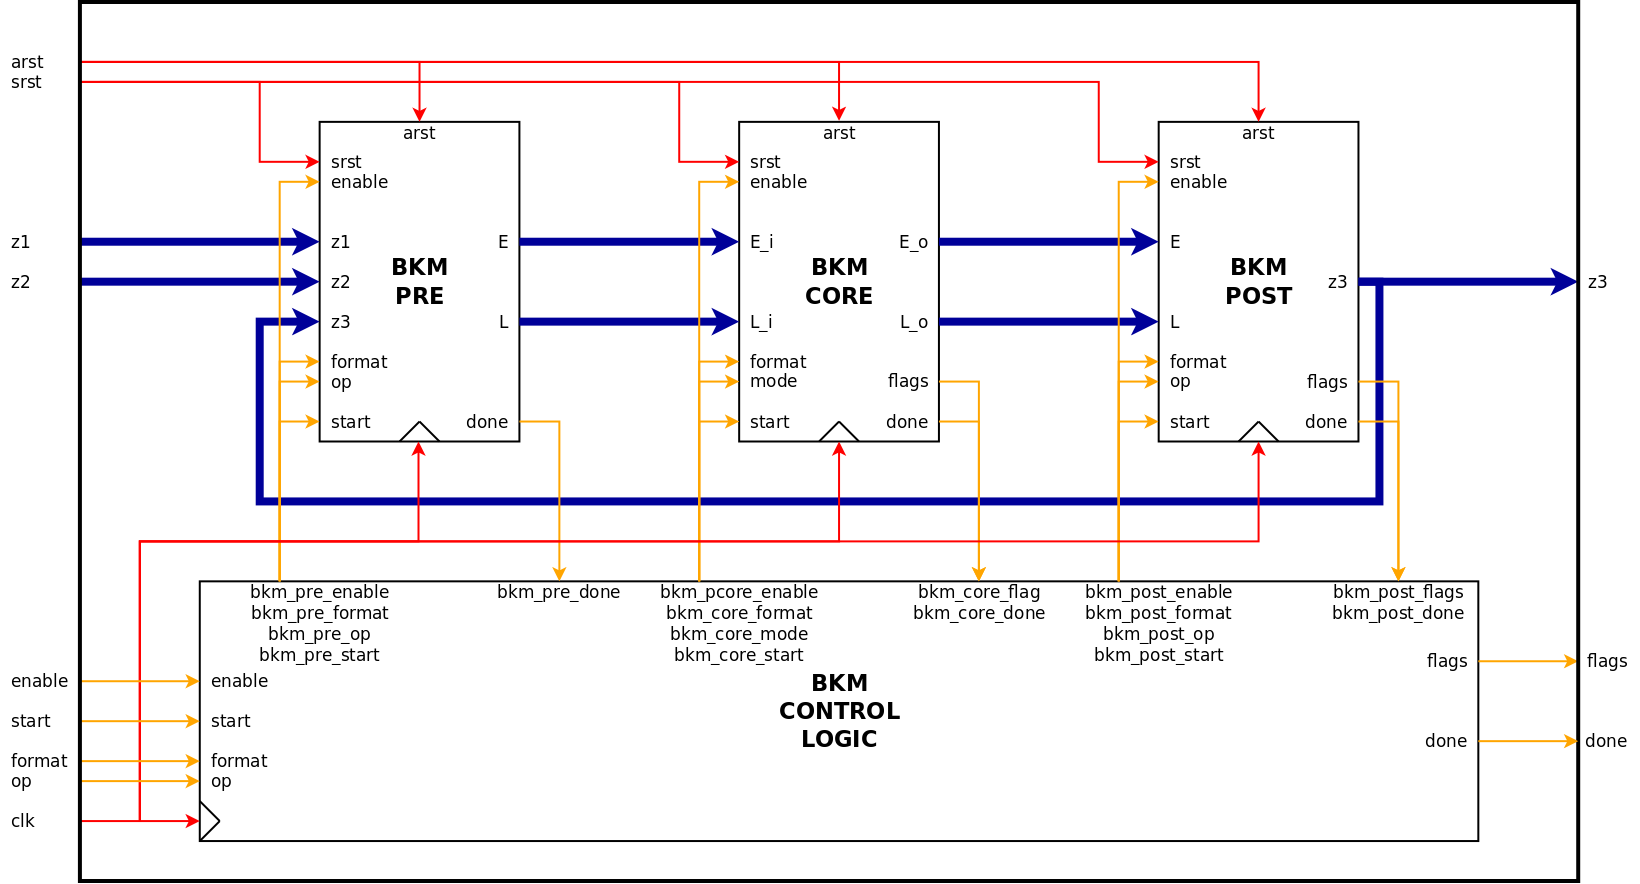 arst
srst
arst
arst
arst
srst
srst
srst
enable
enable
enable
z1
z1
E
E_i
E_o
E
BKM
PRE
BKM
CORE
BKM
POST
z2
z2
z3
z3
z3
L
L_i
L_o
L
format
format
format
op
mode
flags
op
flags
start
done
start
done
start
done
bkm_pre_enable
bkm_pre_format
bkm_pre_op
bkm_pre_start
bkm_pre_done
bkm_pcore_enable
bkm_core_format
bkm_core_mode
bkm_core_start
bkm_core_flag
bkm_core_done
bkm_post_enable
bkm_post_format
bkm_post_op
bkm_post_start
bkm_post_flags
bkm_post_done
flags
flags
enable
enable
BKM
CONTROL
LOGIC
start
start
done
done
format
format
op
op
clk